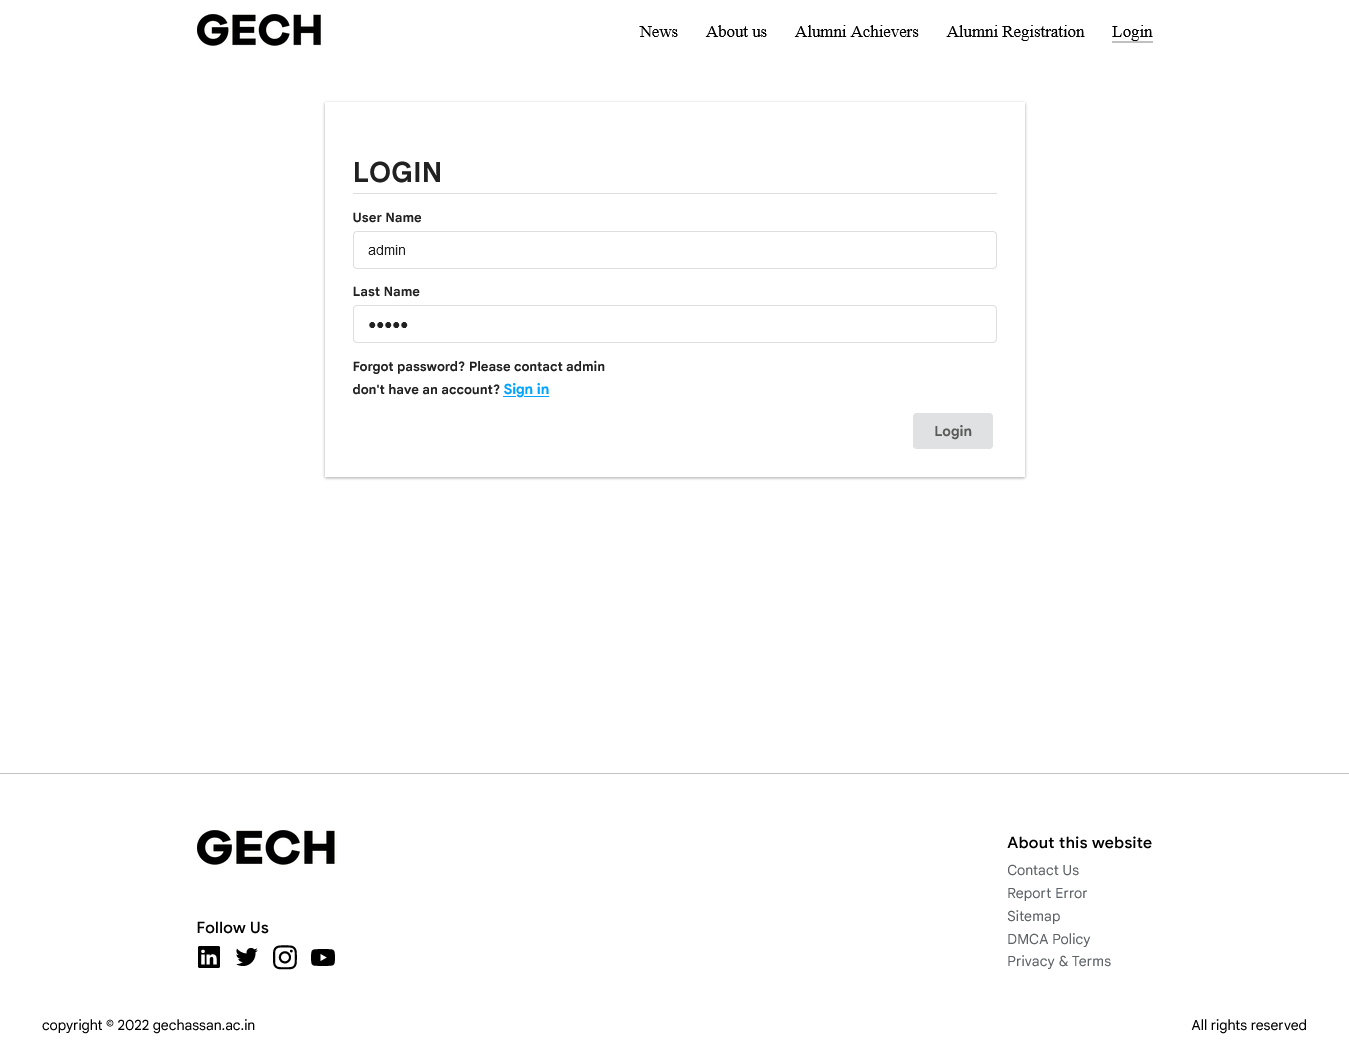 GECH
News
About us
Alumni Achievers
Alumni Registration
Login
LOGIN
User Name
admin
Last Name
●●●●●
Forgot password? Please contact admin
don't have an account? Sign in
Login
GECH
Follow Us
About this website
Contact Us
Report Error
Sitemap
DMCA Policy
Privacy & Terms
copyright © 2022 gechassan.ac.in
All rights reserved